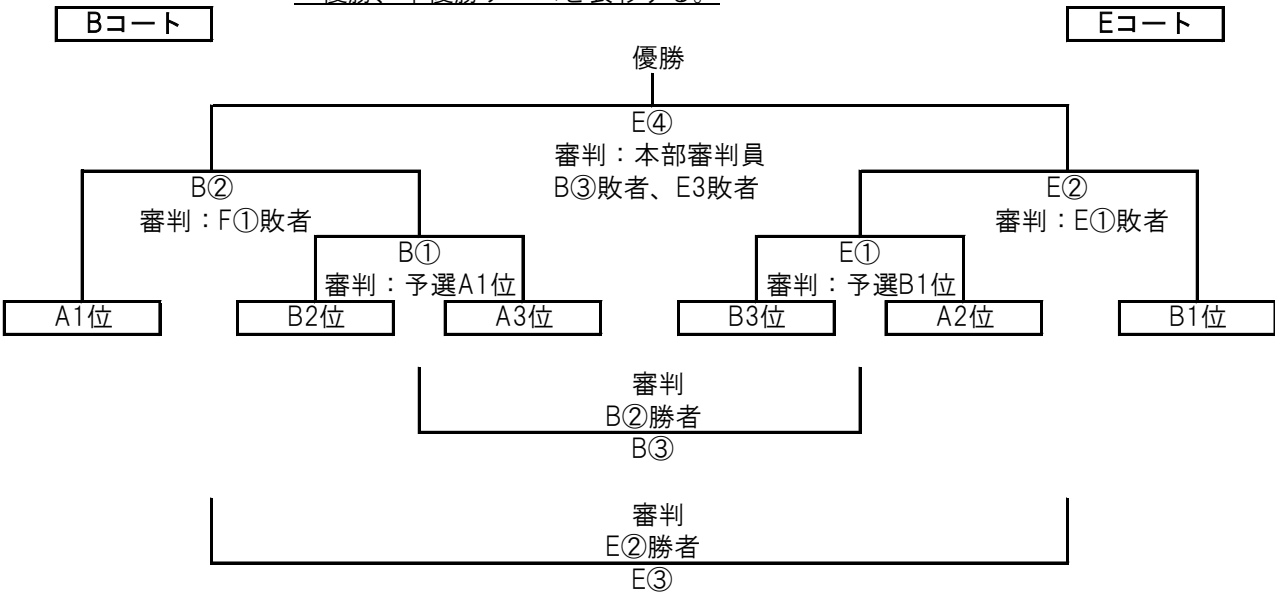 Bコート
Eコート
優勝
E④
審判：本部審判員
B③敗者、E3敗者
B②
審判：F①敗者
E②
審判：E①敗者
B①
審判：予選A1位
E①
審判：予選B1位
A1位
B2位
A3位
B3位
A2位
B1位
審判
B②勝者
B③
審判
E②勝者
E③